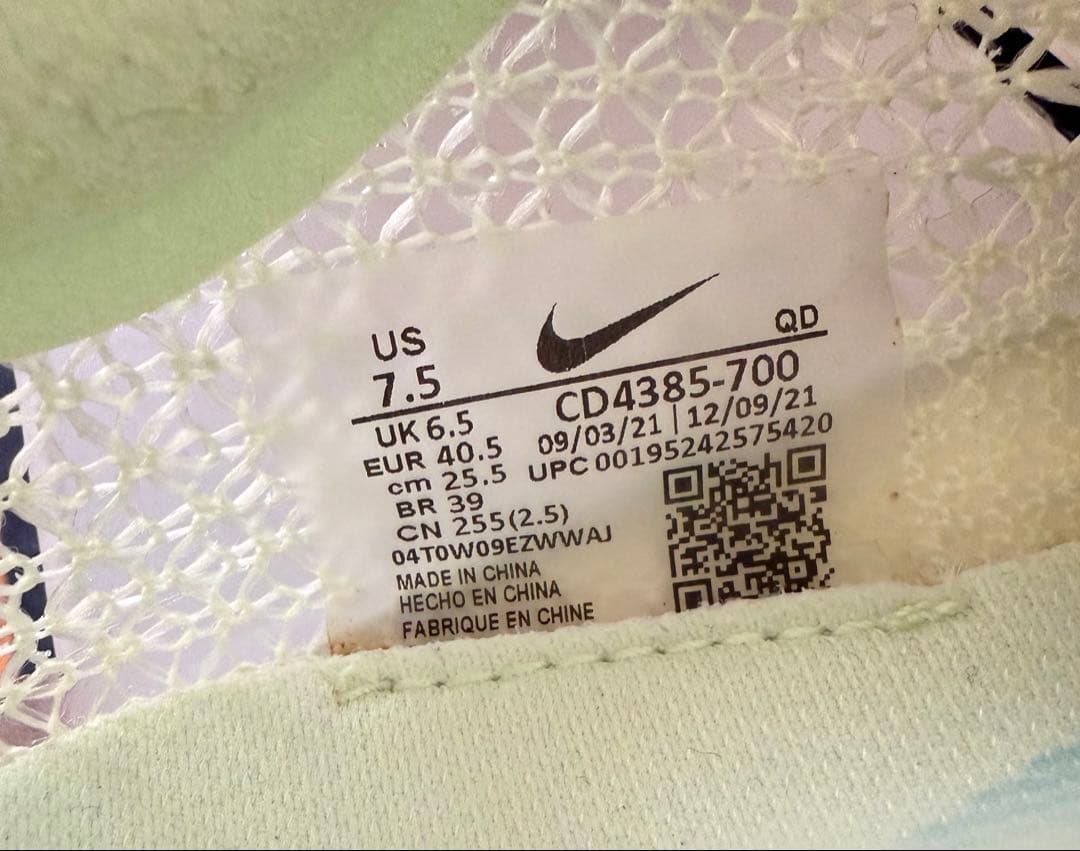 US
7.5
QD
UK 6.5
EUR 40.5
cm 25.5
BR 39
CN 255(2.5)
CD4385-700
09/03/21 | 12/09/21
UPC 00195242575420
04T0W09EZWWAJ
MADE IN CHINA
HECHO EN CHINA
FABRIQUE EN CHINE